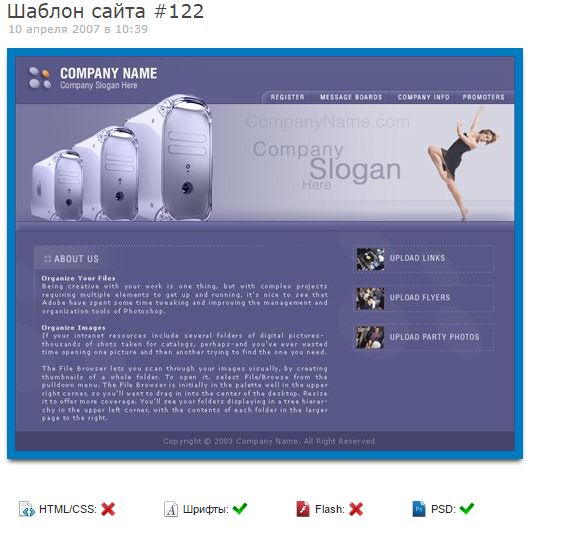 Шаблон сайта #122
10 апреля 2007 в 10:39
COMPANY NAME
Company Slogan Here
REGISTER MESSAGE BOARDS COMPANY INFO PROMOTERS
CompanyName.com
Company
Slogan
Here
ABOUT US
Organize Your Files
Being creative with your work is one thing, but with complex projects
requiring multiple elements to get up and running, it's nice to see that
Adobe have spent some time tweaking and improving the management and
organization tools of Photoshop.
Organize Images
If your intranet resources include several folders of digital pictures-
thousands of shots taken for catalogs, perhaps-and you've ever wasted
time opening one picture and then another trying to find the one you need.
The File Browser lets you scan through your images visually, by creating
thumbnails of a whole folder. To open it, select File/Browse from the
pulldown menu. The File Browser is initially in the palette well in the upper
right corner, so you'll want to drag in into the center of the desktop. Resize
it to offer more coverage. You'll see your folders displaying in a tree hierar-
chy in the upper left corner, with the contents of each folder in the larger
page to the right.
UPLOAD LINKS
UPLOAD FLYERS
UPLOAD PARTY PHOTOS
Copyright © 2003 Company Name. All Right Reserved
HTML/CSS: Шрифты: Flash: PSD: